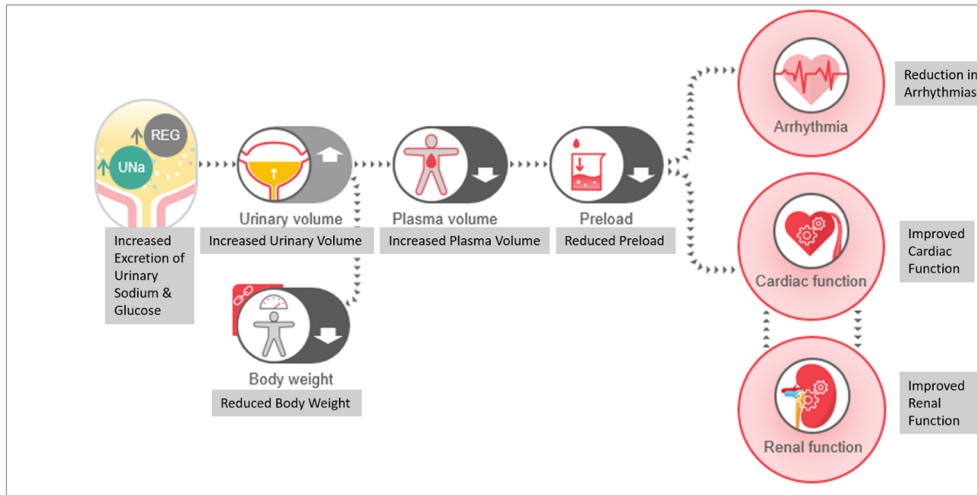 REG
UNa
Urinary volume
Increased Urinary Volume
Plasma volume
Increased Plasma Volume
Preload
Reduced Preload
Increased
Excretion of
Urinary
Sodium &
Glucose
Body weight
Reduced Body Weight
Arrhythmia
Reduction in
Arrhythmias
Cardiac function
Improved
Cardiac
Function
Renal function
Improved
Renal
Function